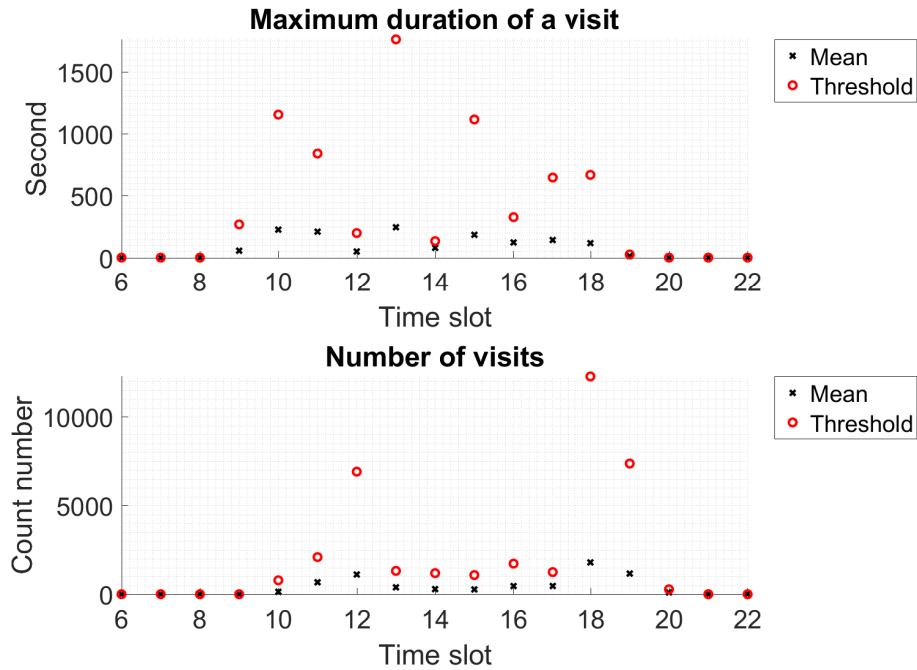 Maximum duration of a visit
1500
1000
500
0
Second
6 8 10 12 14 16 18 20 22
Time slot
Mean
Threshold
Number of visits
10000
5000
0
Count number
6 8 10 12 14 16 18 20 22
Time slot
Mean
Threshold